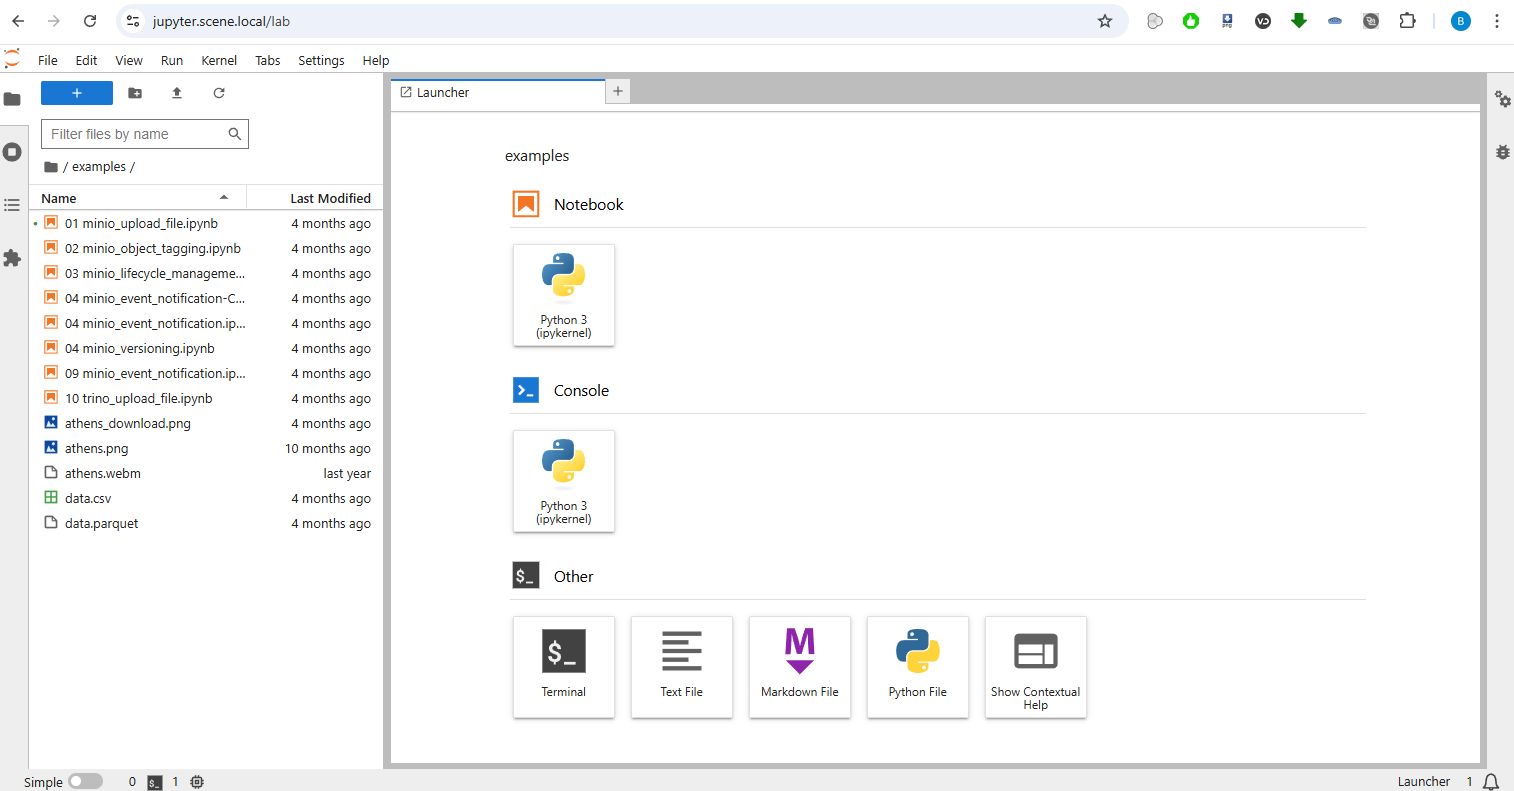 jupyter.scene.local/lab
B
File Edit View Run Kernel Tabs Settings Help
+
Launcher
+
Filter files by name
/ examples /
Name Last Modified
01 minio_upload_file.ipynb 4 months ago
02 minio_object_tagging.ipynb 4 months ago
03 minio_lifecycle_manageme... 4 months ago
04 minio_event_notification-C... 4 months ago
04 minio_event_notification.ip... 4 months ago
04 minio_versioning.ipynb 4 months ago
09 minio_event_notification.ip... 4 months ago
10 trino_upload_file.ipynb 4 months ago
athens_download.png 4 months ago
athens.png 10 months ago
athens.webm last year
data.csv 4 months ago
data.parquet 4 months ago
examples
Notebook
Python 3
(ipykernel)
Console
Python 3
(ipykernel)
$_ Other
$_
Terminal
Text File
M
Markdown File
Python File
Show Contextual
Help
Simple 0 $_ 1 Launcher 1